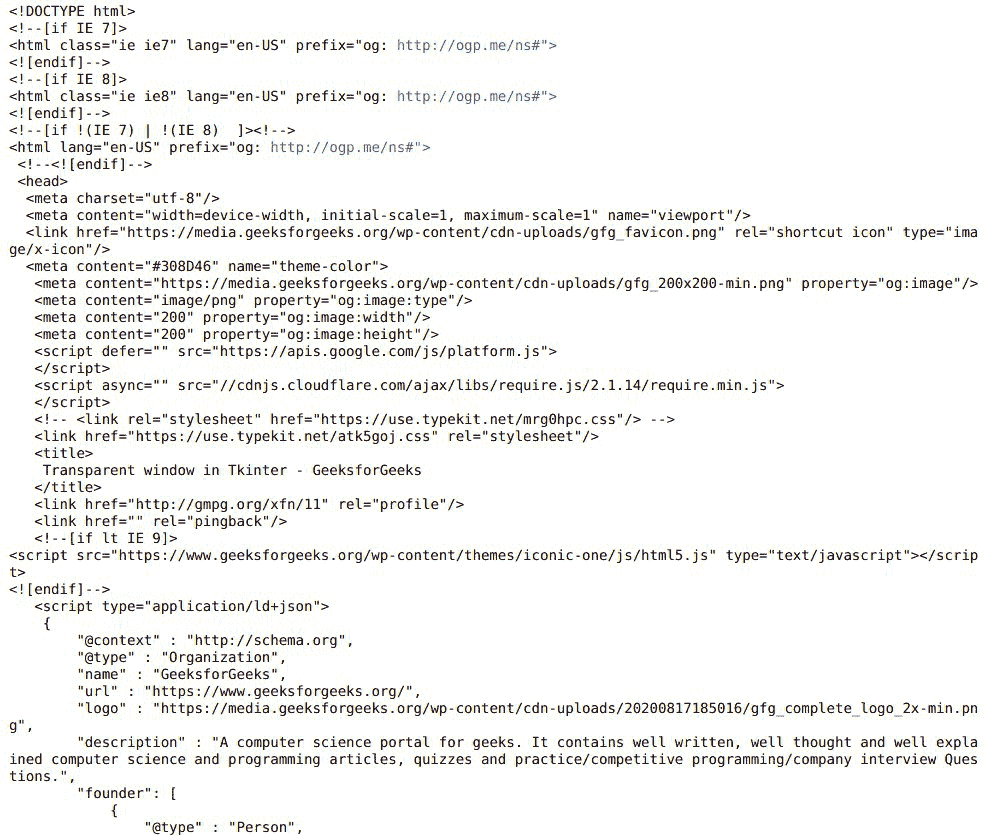 <!DOCTYPE html>
<!--[if IE 7]>
<html class="ie ie7" lang="en-US" prefix="og: http://ogp.me/ns#">
<![endif]-->
<!--[if IE 8]>
<html class="ie ie8" lang="en-US" prefix="og: http://ogp.me/ns#">
<![endif]-->
<!--[if !(IE 7) | !(IE 8)  ]><!-->
<html lang="en-US" prefix="og: http://ogp.me/ns#">
 <!--<![endif]-->
 <head>
  <meta charset="utf-8"/>
  <meta content="width=device-width, initial-scale=1, maximum-scale=1" name="viewport"/>
  <link href="https://media.geeksforgeeks.org/wp-content/cdn-uploads/gfg_favicon.png" rel="shortcut icon" type="ima
ge/x-icon"/>
  <meta content="#308D46" name="theme-color">
   <meta content="https://media.geeksforgeeks.org/wp-content/cdn-uploads/gfg_200x200-min.png" property="og:image"/>
   <meta content="image/png" property="og:image:type"/>
   <meta content="200" property="og:image:width"/>
   <meta content="200" property="og:image:height"/>
   <script defer="" src="https://apis.google.com/js/platform.js">
   </script>
   <script async="" src="//cdnjs.cloudflare.com/ajax/libs/require.js/2.1.14/require.min.js">
   </script>
   <!-- <link rel="stylesheet" href="https://use.typekit.net/mrg0hpc.css"/> -->
   <link href="https://use.typekit.net/atk5goj.css" rel="stylesheet"/>
   <title>
    Transparent window in Tkinter - GeeksforGeeks
   </title>
   <link href="http://gmpg.org/xfn/11" rel="profile"/>
   <link href="" rel="pingback"/>
   <!--[if lt IE 9]>
<script src="https://www.geeksforgeeks.org/wp-content/themes/iconic-one/js/html5.js" type="text/javascript"></scrip
t>
<![endif]-->
   <script type="application/ld+json">
    {
        "@context" : "http://schema.org",
        "@type" : "Organization",
        "name" : "GeeksforGeeks",
        "url" : "https://www.geeksforgeeks.org/",
        "logo" : "https://media.geeksforgeeks.org/wp-content/cdn-uploads/20200817185016/gfg_complete_logo_2x-min.pn
g",
        "description" : "A computer science portal for geeks. It contains well written, well thought and well expla
ined computer science and programming articles, quizzes and practice/competitive programming/company interview Ques
tions.",
        "founder": [
            {
                "@type" : "Person",